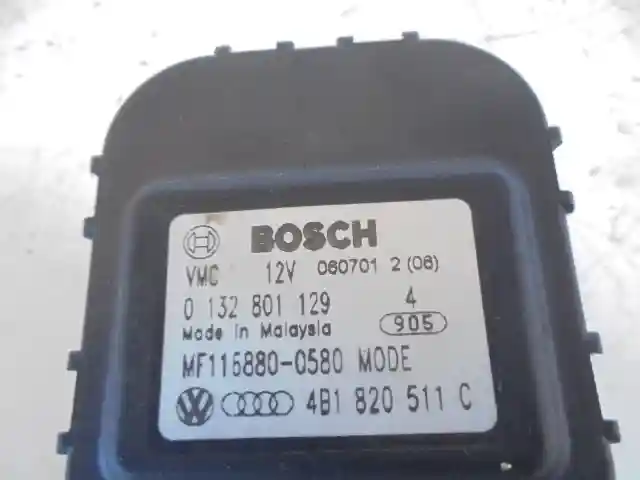 BOSCH
VMC 12V 060701 2 (06)
0 132 801 129 4
Made in Malaysia 905
MF116880-0580 MODE
4B1 820 511 C